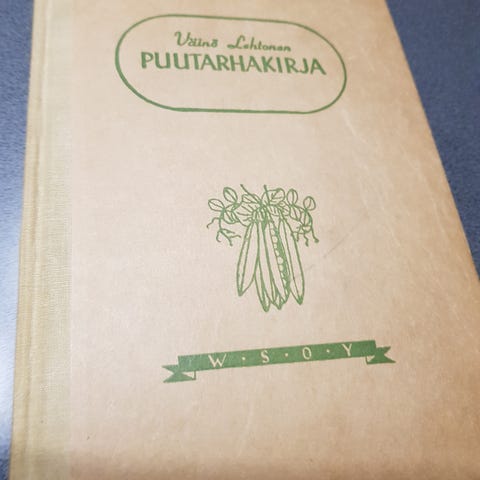 Väinö Lehtonen
PUUTARHAKIRJA
W·S·O·Y